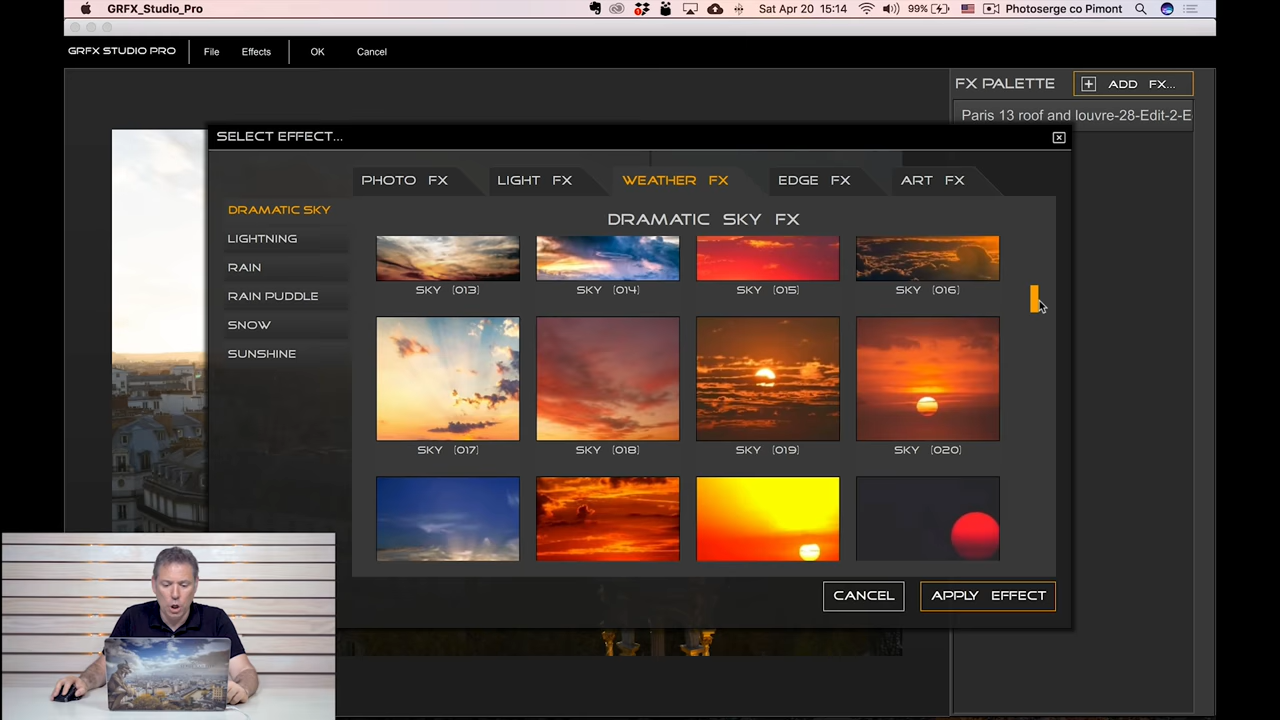 GRFX_Studio_Pro
Sat Apr 20 15:14
99%
Photoserge co Pimont
GRFX STUDIO PRO
File
Effects
OK
Cancel
FX PALETTE
ADD FX...
Paris 13 roof and louvre-28-Edit-2-E
SELECT EFFECT...
PHOTO FX
LIGHT FX
WEATHER FX
EDGE FX
ART FX
DRAMATIC SKY
LIGHTNING
RAIN
RAIN PUDDLE
SNOW
SUNSHINE
DRAMATIC SKY FX
SKY [013]
SKY [014]
SKY [015]
SKY [016]
SKY [017]
SKY [018]
SKY [019]
SKY [020]
CANCEL
APPLY EFFECT